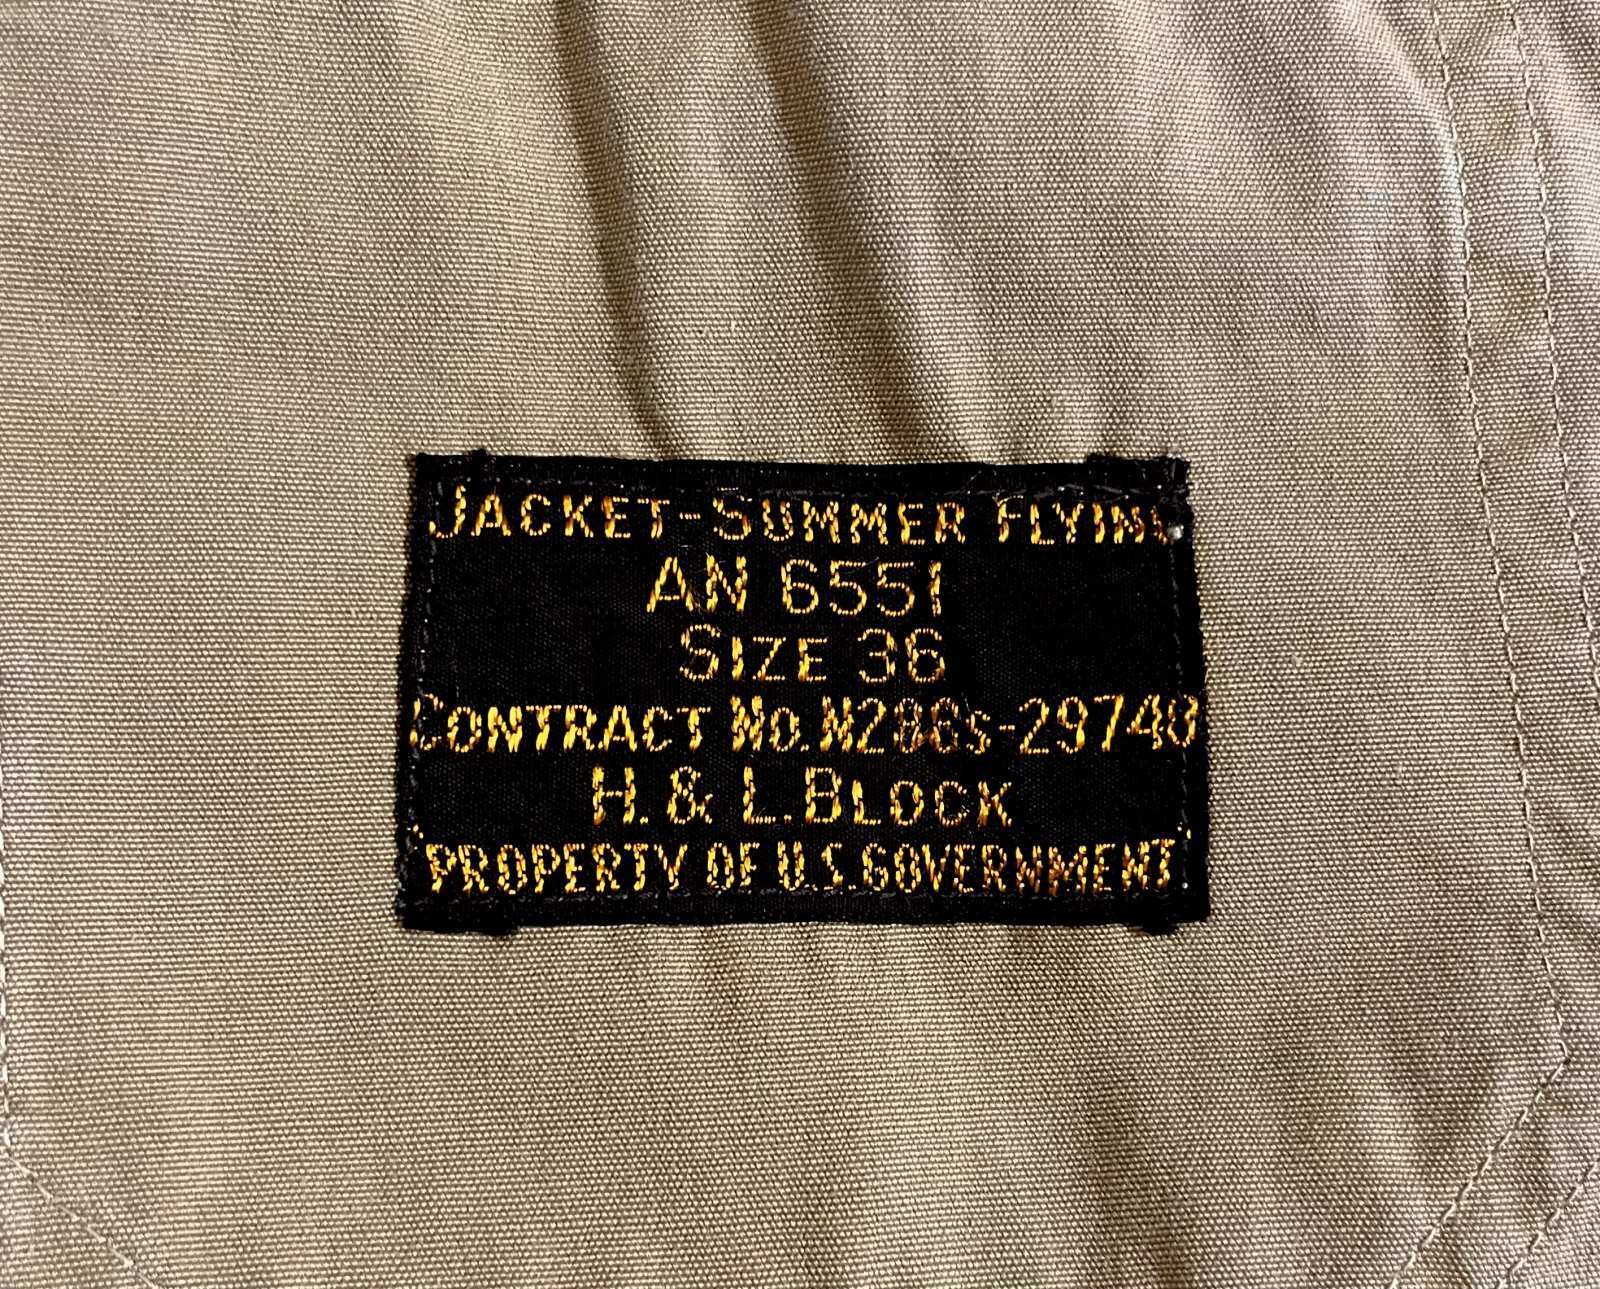 JACKET-SUMMER FLYING
AN 6551
SIZE 36
CONTRACT NO. N288S-29740
H. & L. BLOCK
PROPERTY OF U.S. GOVERNMENT